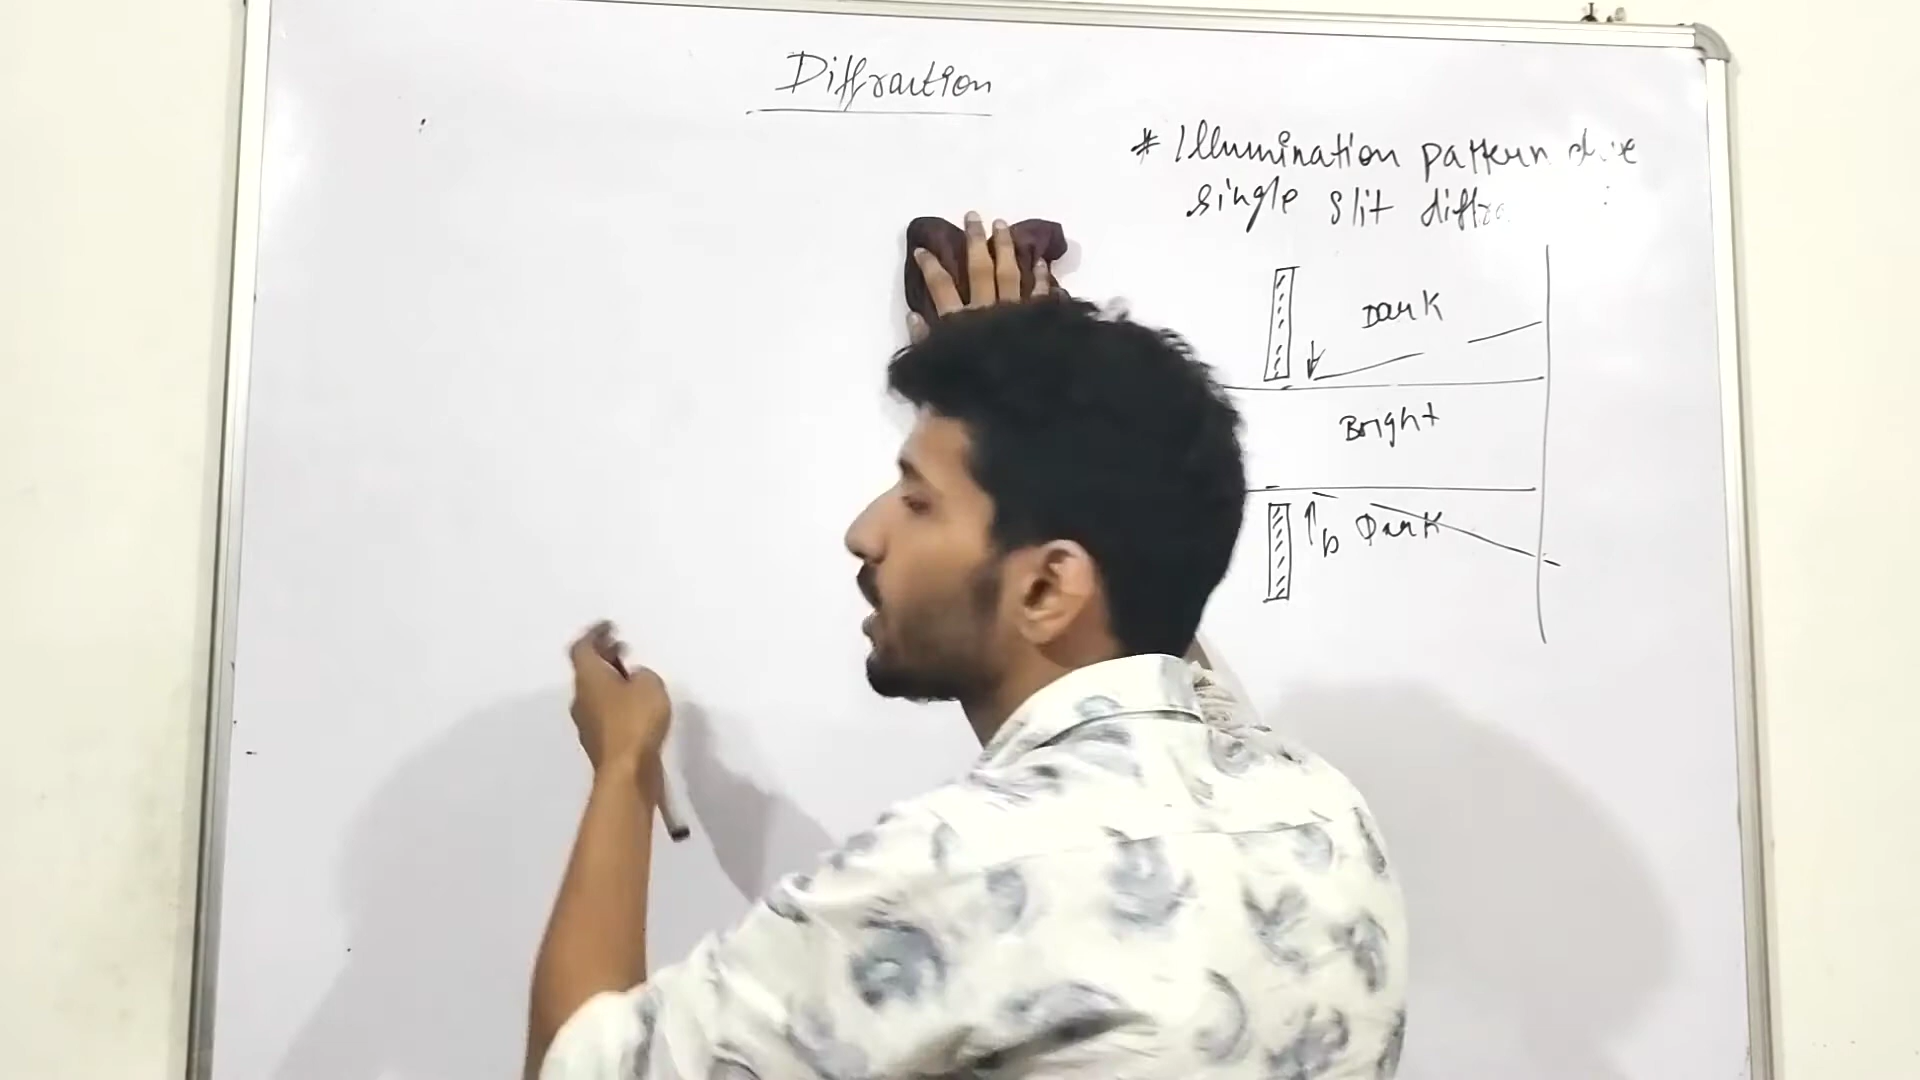 Diffraction
* Illumination pattern due
single slit diffra
Dark
Bright
b Dark